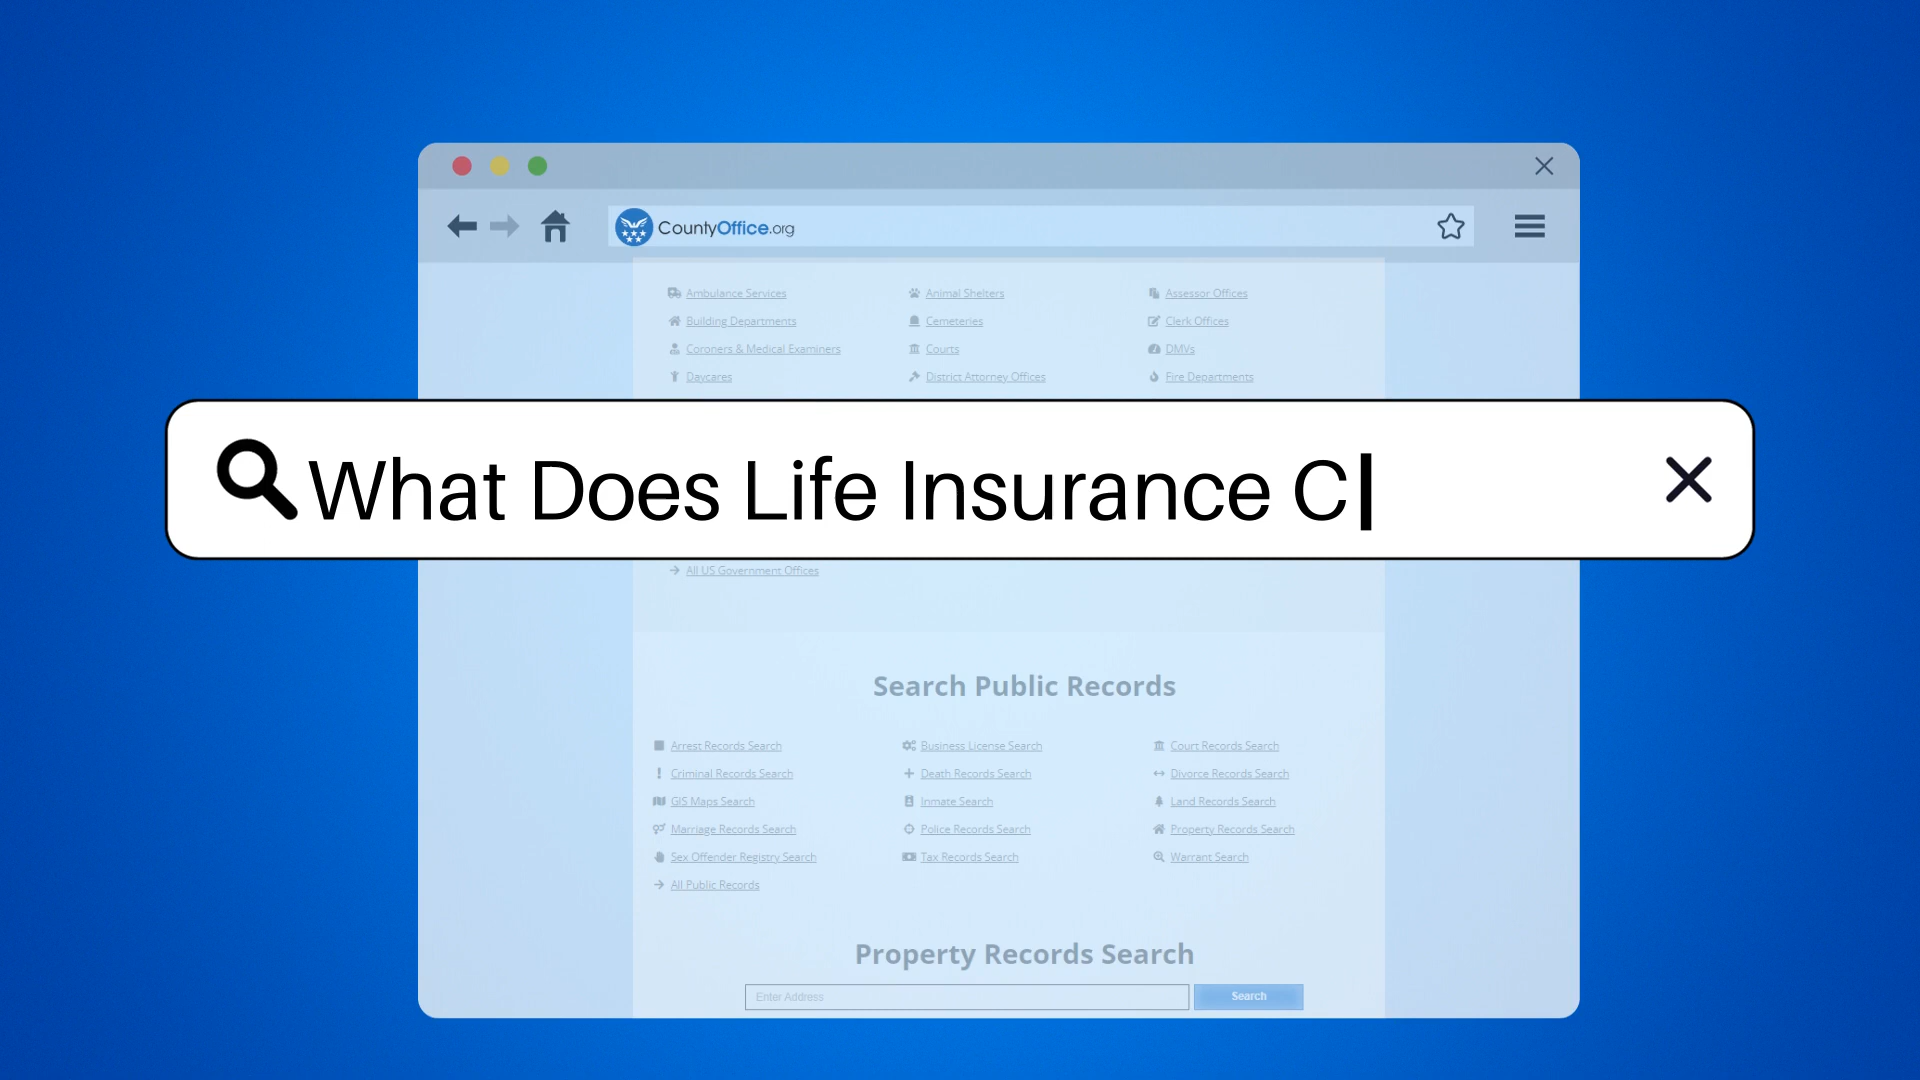 CountyOffice.org
Ambulance Services Animal Shelters Assessor Offices
Building Departments Cemeteries Clerk Offices
Coroners & Medical Examiners Courts DMVs
Daycares District Attorney Offices Fire Departments
What Does Life Insurance C
All US Government Offices
Search Public Records
Arrest Records Search Business License Search Court Records Search
Criminal Records Search Death Records Search Divorce Records Search
GIS Maps Search Inmate Search Land Records Search
Marriage Records Search Police Records Search Property Records Search
Sex Offender Registry Search Tax Records Search Warrant Search
All Public Records
Property Records Search
Enter Address Search